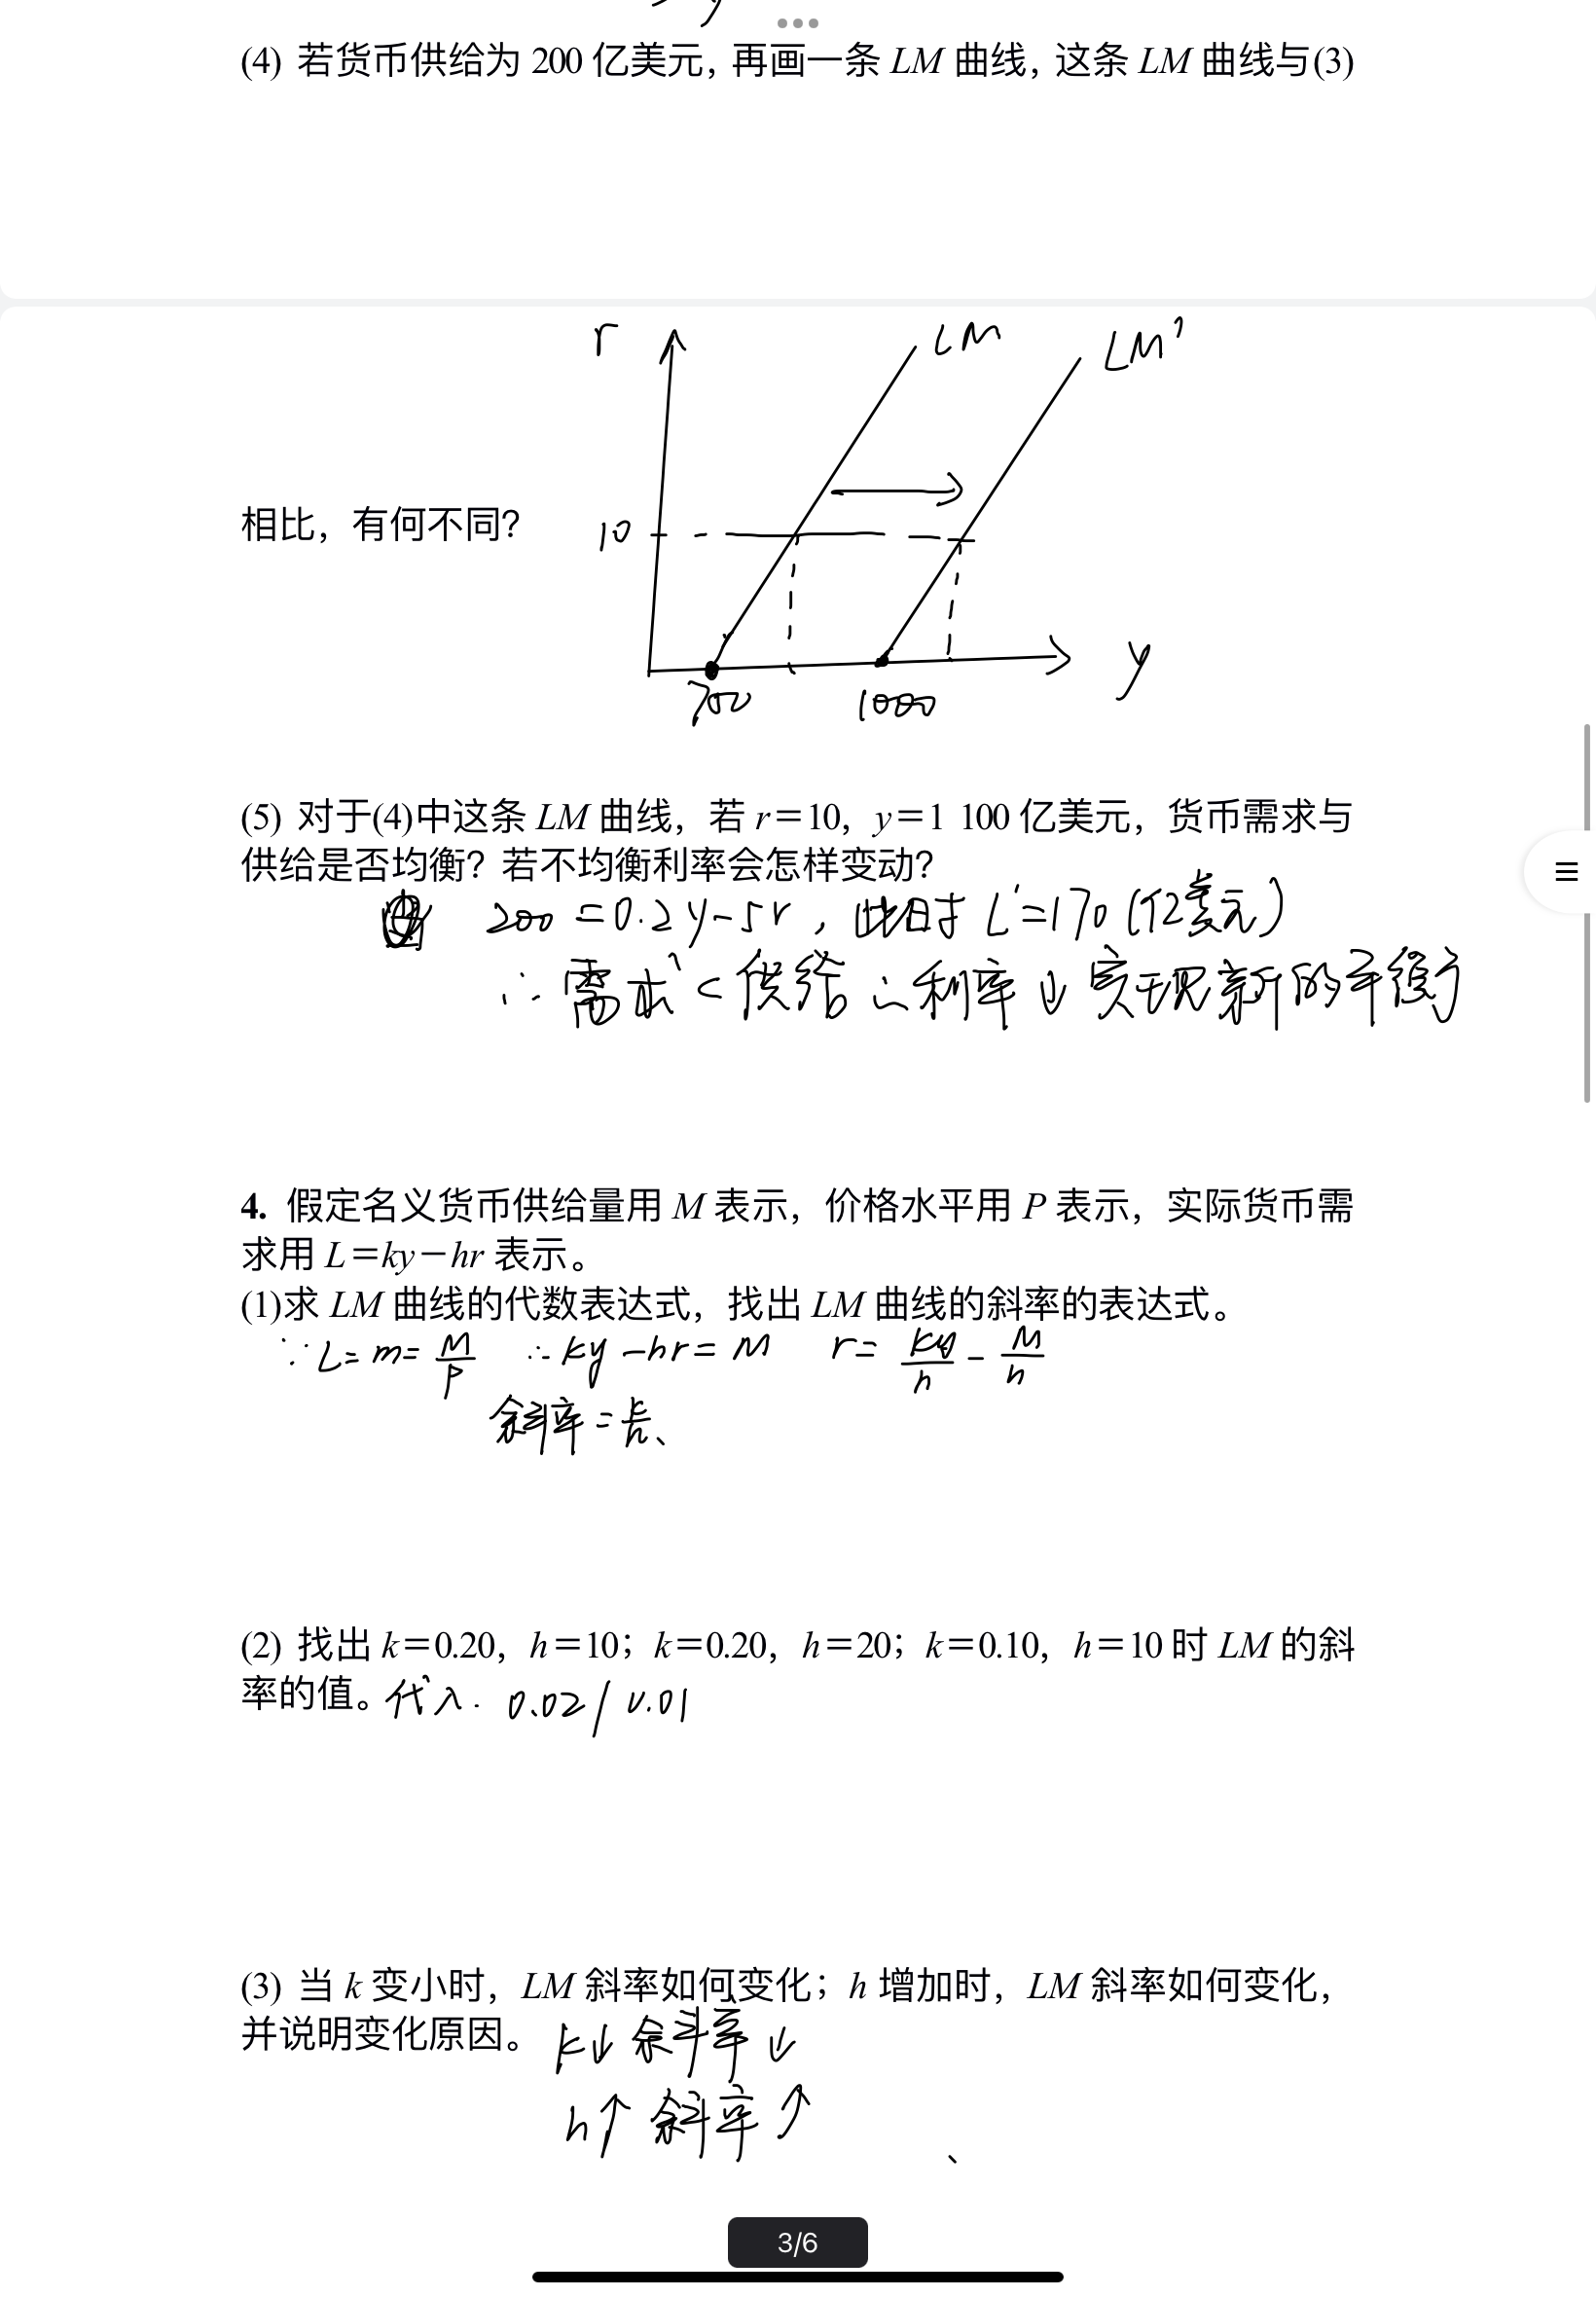 (4) 若货币供给为 200 亿美元，再画一条 LM 曲线，这条 LM 曲线与(3)
r
LM
LM'
相比，有何不同？
10
y
700
1000
(5) 对于(4)中这条 LM 曲线，若 r＝10，y＝1 100 亿美元，货币需求与
供给是否均衡？若不均衡利率会怎样变动？
200 = 0.2y-5r，此时 L'=170 (亿美元)
∴ 需求 < 供给 ∴ 利率 ↓ 实现新的平衡
4. 假定名义货币供给量用 M 表示，价格水平用 P 表示，实际货币需
求用 L＝ky－hr 表示。
(1)求 LM 曲线的代数表达式，找出 LM 曲线的斜率的表达式。
∵ L = m = M/P ∴ ky - hr = M r = ky/h - M/h
斜率 = k/h、
(2) 找出 k＝0.20，h＝10；k＝0.20，h＝20；k＝0.10，h＝10 时 LM 的斜
率的值。代入. 0.02/ 0.01
(3) 当 k 变小时，LM 斜率如何变化；h 增加时，LM 斜率如何变化，
并说明变化原因。 k↓ 斜率 ↓
h↑ 斜率 ↑
3/6